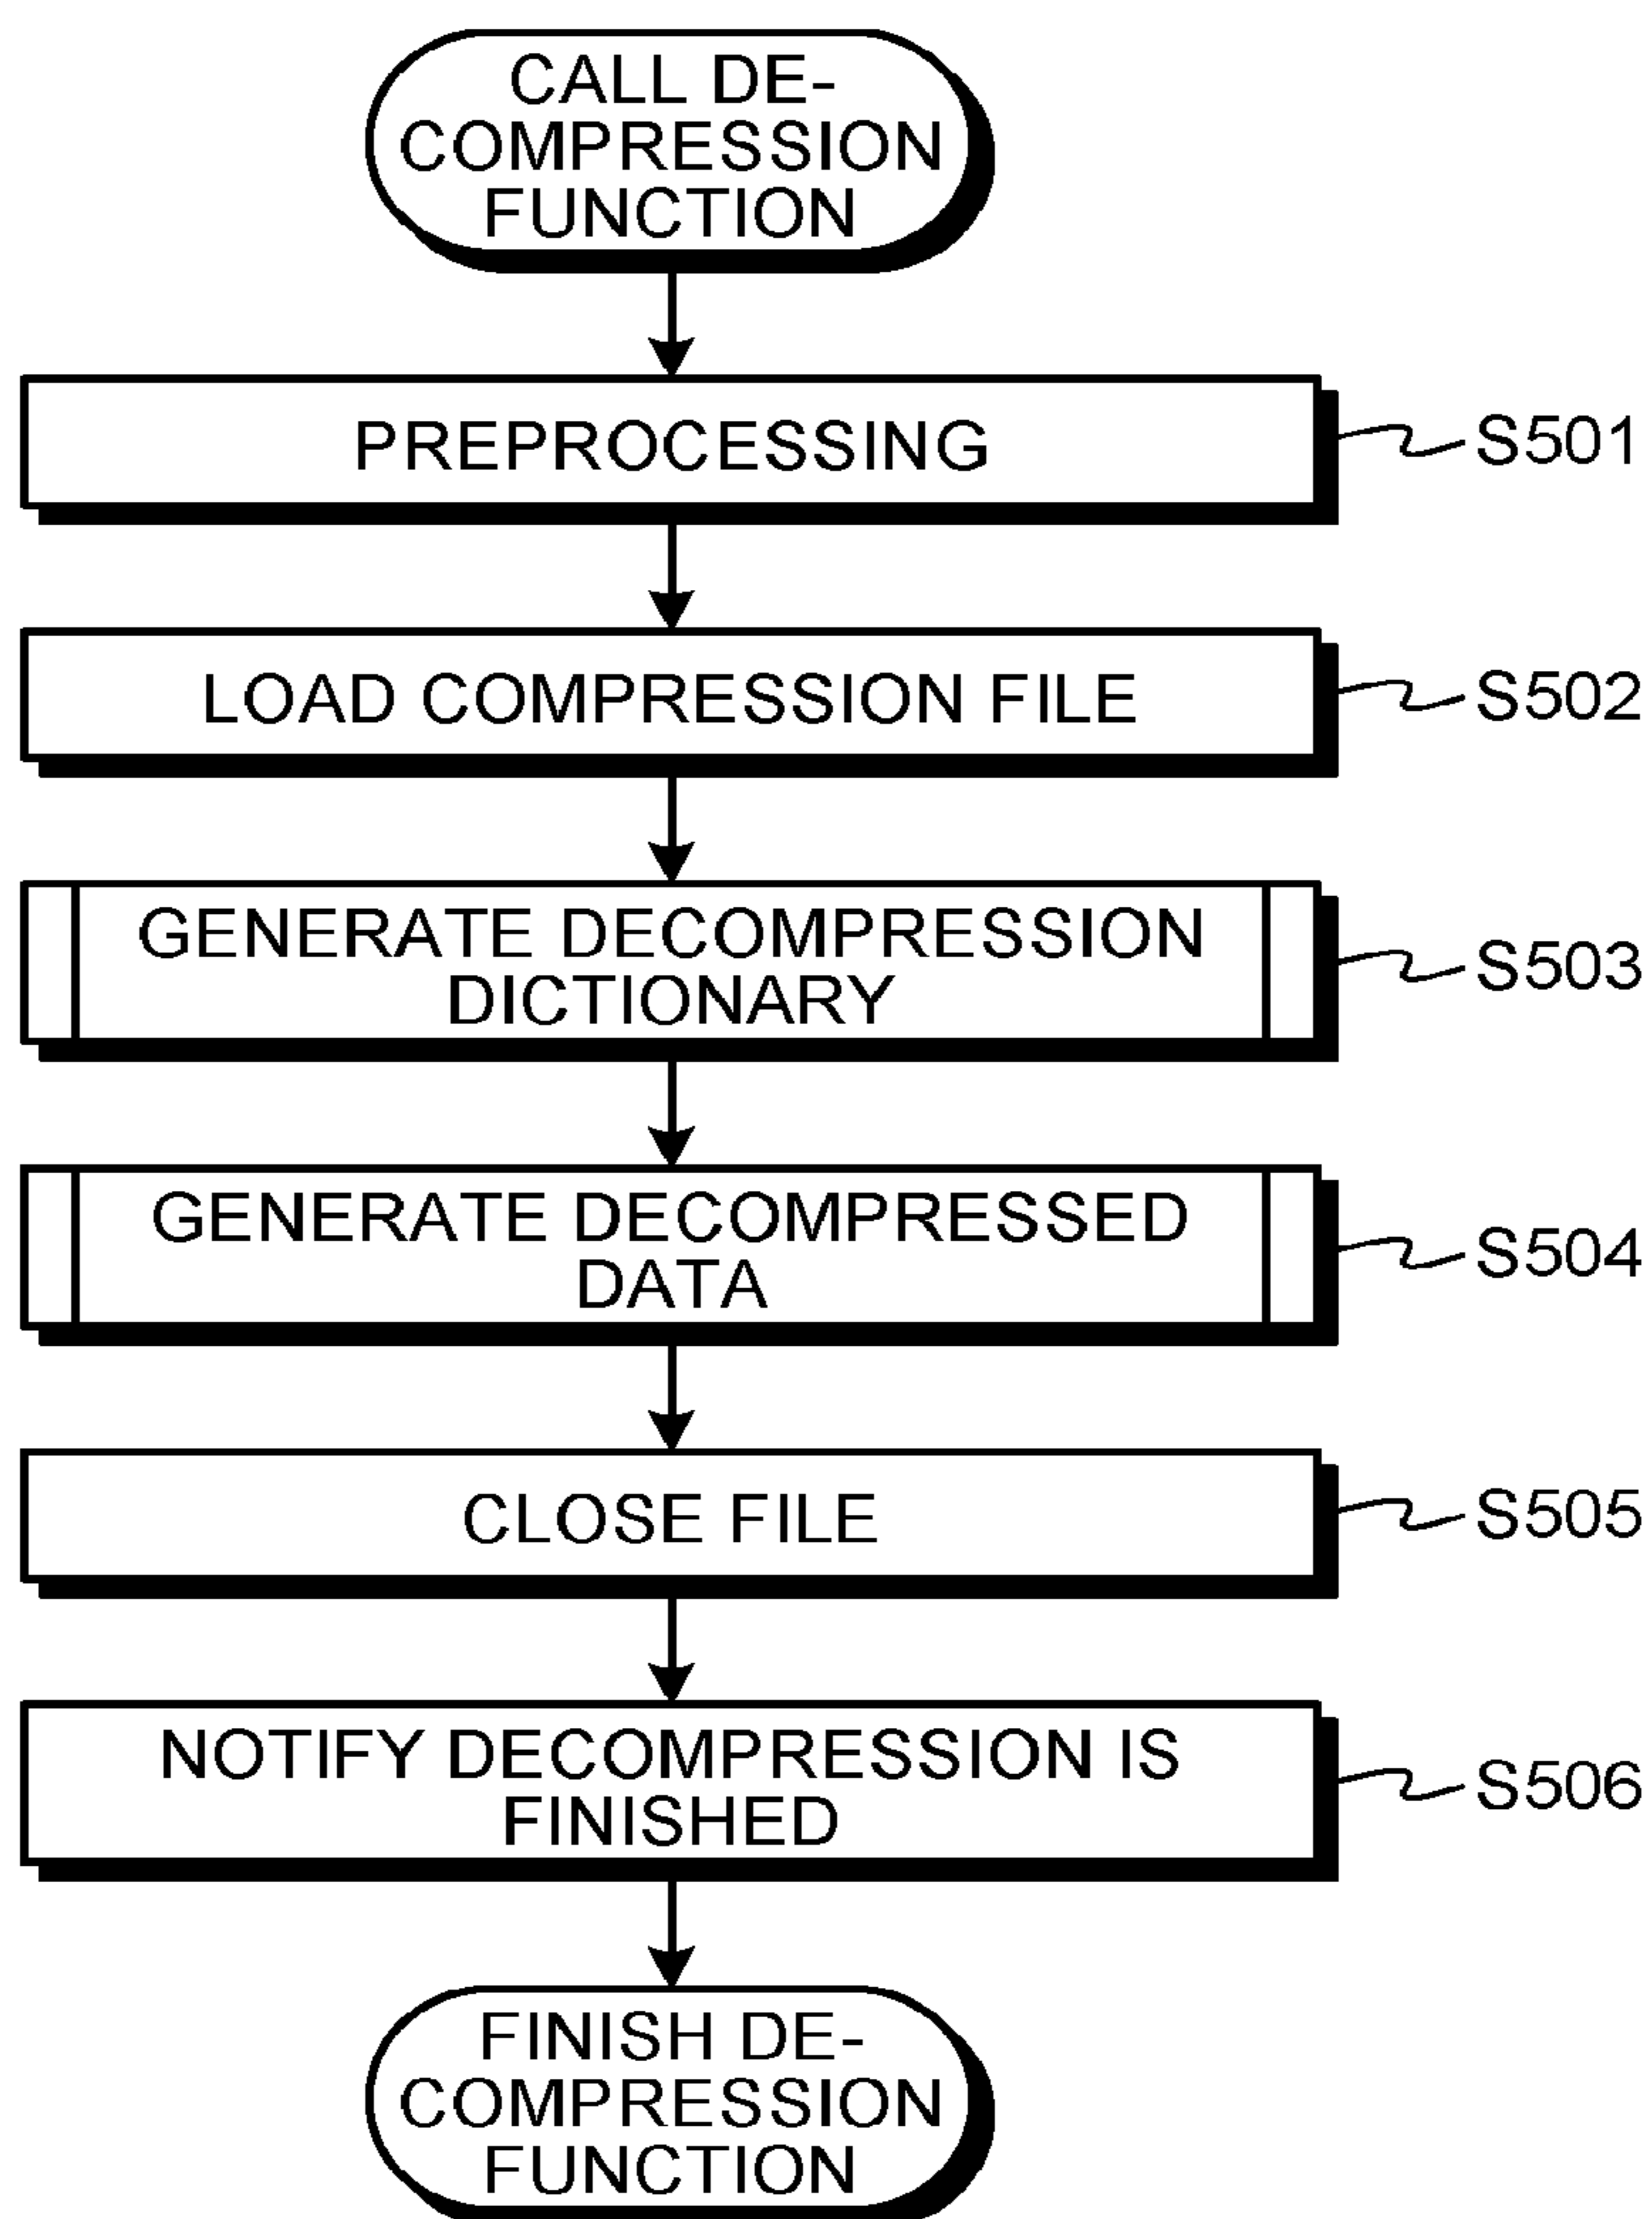 CALL DE-
COMPRESSION
FUNCTION
PREPROCESSING
S501
LOAD COMPRESSION FILE
S502
GENERATE DECOMPRESSION
DICTIONARY
S503
GENERATE DECOMPRESSED
DATA
S504
CLOSE FILE
S505
NOTIFY DECOMPRESSION IS
FINISHED
S506
FINISH DE-
COMPRESSION
FUNCTION